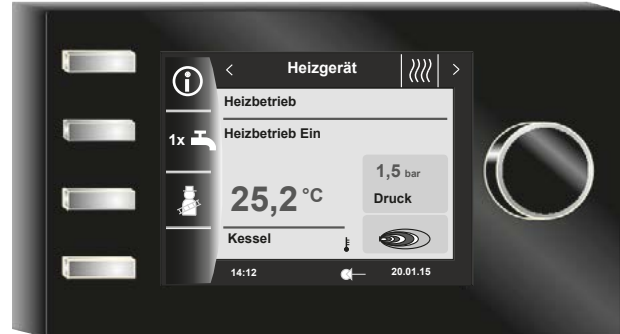 < Heizgerät >
Heizbetrieb
1x
Heizbetrieb Ein
1,5 bar
Druck
25,2 °C
Kessel
14:12
20.01.15